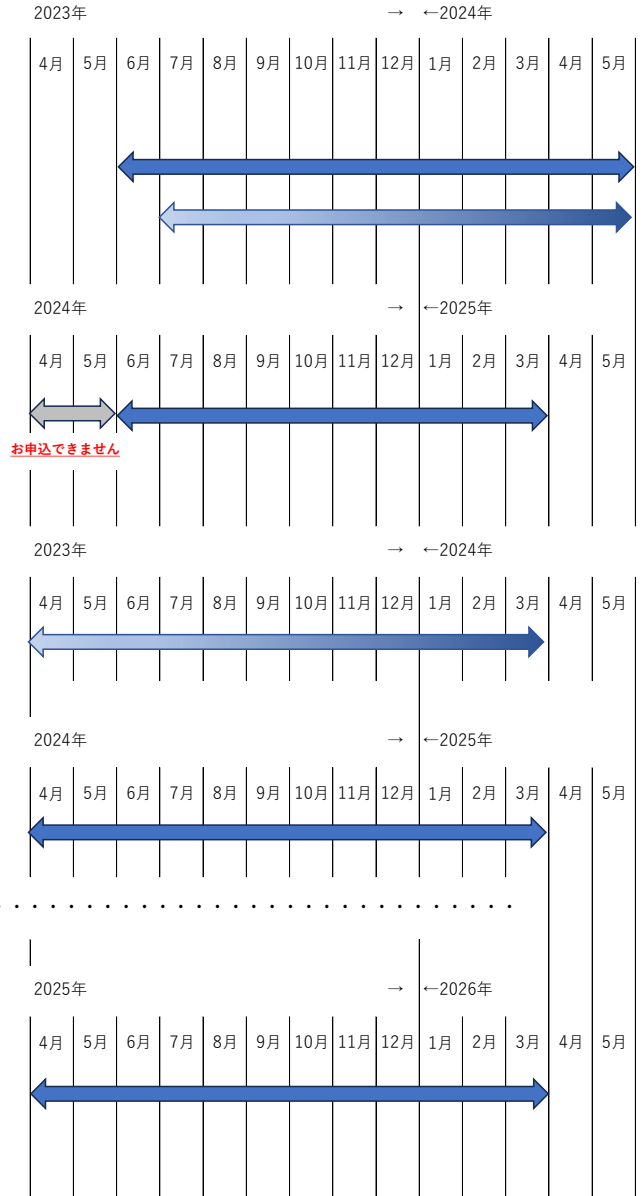 2023年 → ←2024年
4月 5月 6月 7月 8月 9月 10月 11月 12月 1月 2月 3月 4月 5月
2024年 → ←2025年
4月 5月 6月 7月 8月 9月 10月 11月 12月 1月 2月 3月 4月 5月
お申込できません
2023年 → ←2024年
4月 5月 6月 7月 8月 9月 10月 11月 12月 1月 2月 3月 4月 5月
2024年 → ←2025年
4月 5月 6月 7月 8月 9月 10月 11月 12月 1月 2月 3月 4月 5月
・・・・・・・・・・・・・・・・・・・・・・・・・・・・・
2025年 → ←2026年
4月 5月 6月 7月 8月 9月 10月 11月 12月 1月 2月 3月 4月 5月